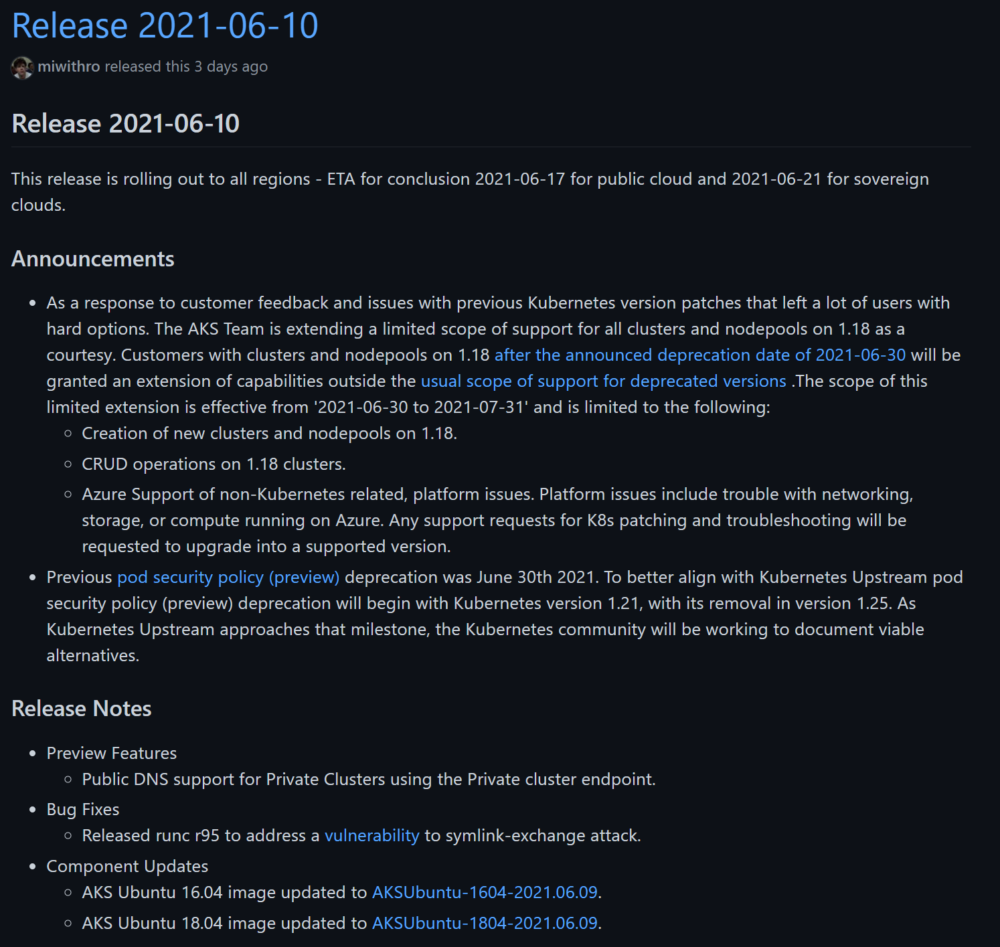 Release 2021-06-10
miwithro released this 3 days ago
Release 2021-06-10
This release is rolling out to all regions - ETA for conclusion 2021-06-17 for public cloud and 2021-06-21 for sovereign
clouds.
Announcements
As a response to customer feedback and issues with previous Kubernetes version patches that left a lot of users with
hard options. The AKS Team is extending a limited scope of support for all clusters and nodepools on 1.18 as a
courtesy. Customers with clusters and nodepools on 1.18 after the announced deprecation date of 2021-06-30 will be
granted an extension of capabilities outside the usual scope of support for deprecated versions .The scope of this
limited extension is effective from '2021-06-30 to 2021-07-31' and is limited to the following:
Creation of new clusters and nodepools on 1.18.
CRUD operations on 1.18 clusters.
Azure Support of non-Kubernetes related, platform issues. Platform issues include trouble with networking,
storage, or compute running on Azure. Any support requests for K8s patching and troubleshooting will be
requested to upgrade into a supported version.
Previous pod security policy (preview) deprecation was June 30th 2021. To better align with Kubernetes Upstream pod
security policy (preview) deprecation will begin with Kubernetes version 1.21, with its removal in version 1.25. As
Kubernetes Upstream approaches that milestone, the Kubernetes community will be working to document viable
alternatives.
Release Notes
Preview Features
Public DNS support for Private Clusters using the Private cluster endpoint.
Bug Fixes
Released runc r95 to address a vulnerability to symlink-exchange attack.
Component Updates
AKS Ubuntu 16.04 image updated to AKSUbuntu-1604-2021.06.09.
AKS Ubuntu 18.04 image updated to AKSUbuntu-1804-2021.06.09.